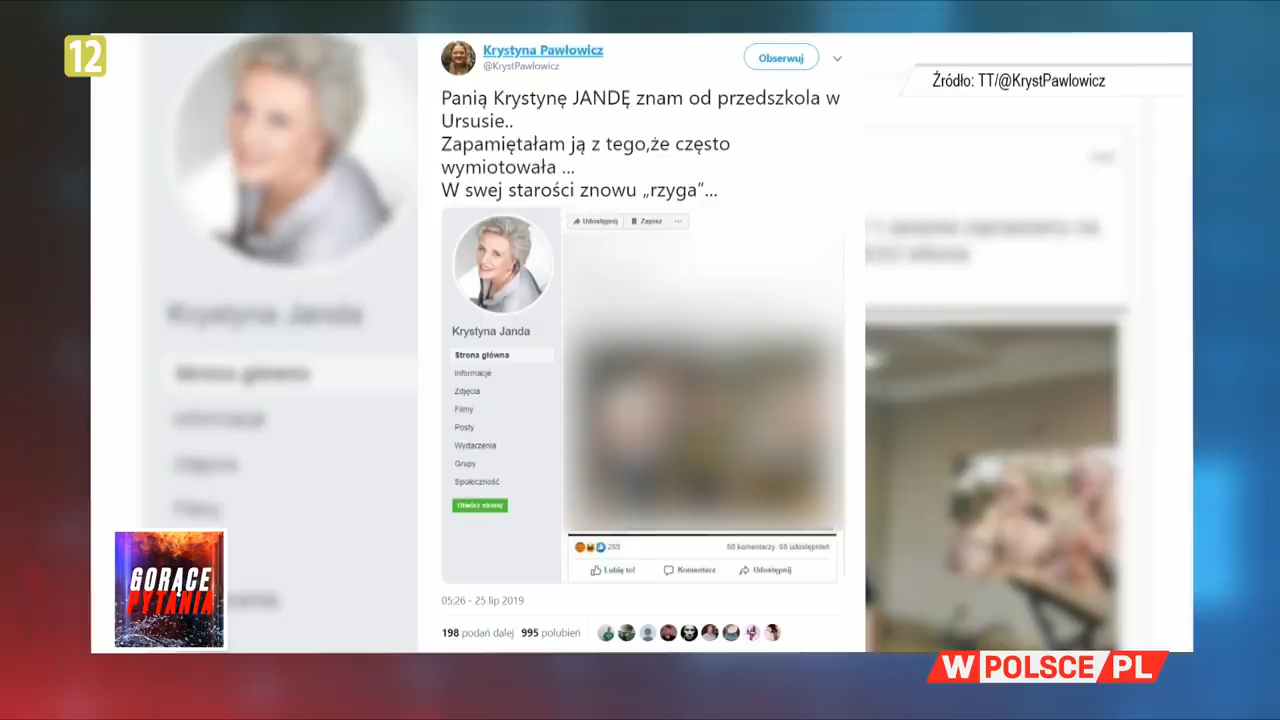 12
Krystyna Pawłowicz
@KrystPawlowicz
Obserwuj
Źródło: TT/@KrystPawlowicz
Panią Krystynę JANDĘ znam od przedszkola w
Ursusie..
Zapamiętałam ją z tego,że często
wymiotowała ...
W swej starości znowu „rzyga”...
Udostępnij
Zapisz
Krystyna Janda
Strona główna
Informacje
Zdjęcia
Filmy
Posty
Wydarzenia
Grupy
Społeczność
Utwórz stronę
259
Lubię to!
Komentarz
Udostępnij
05:26 - 25 lip 2019
198 podań dalej 995 polubień
GORĄCE
PYTANIA
WPOLSCE/PL